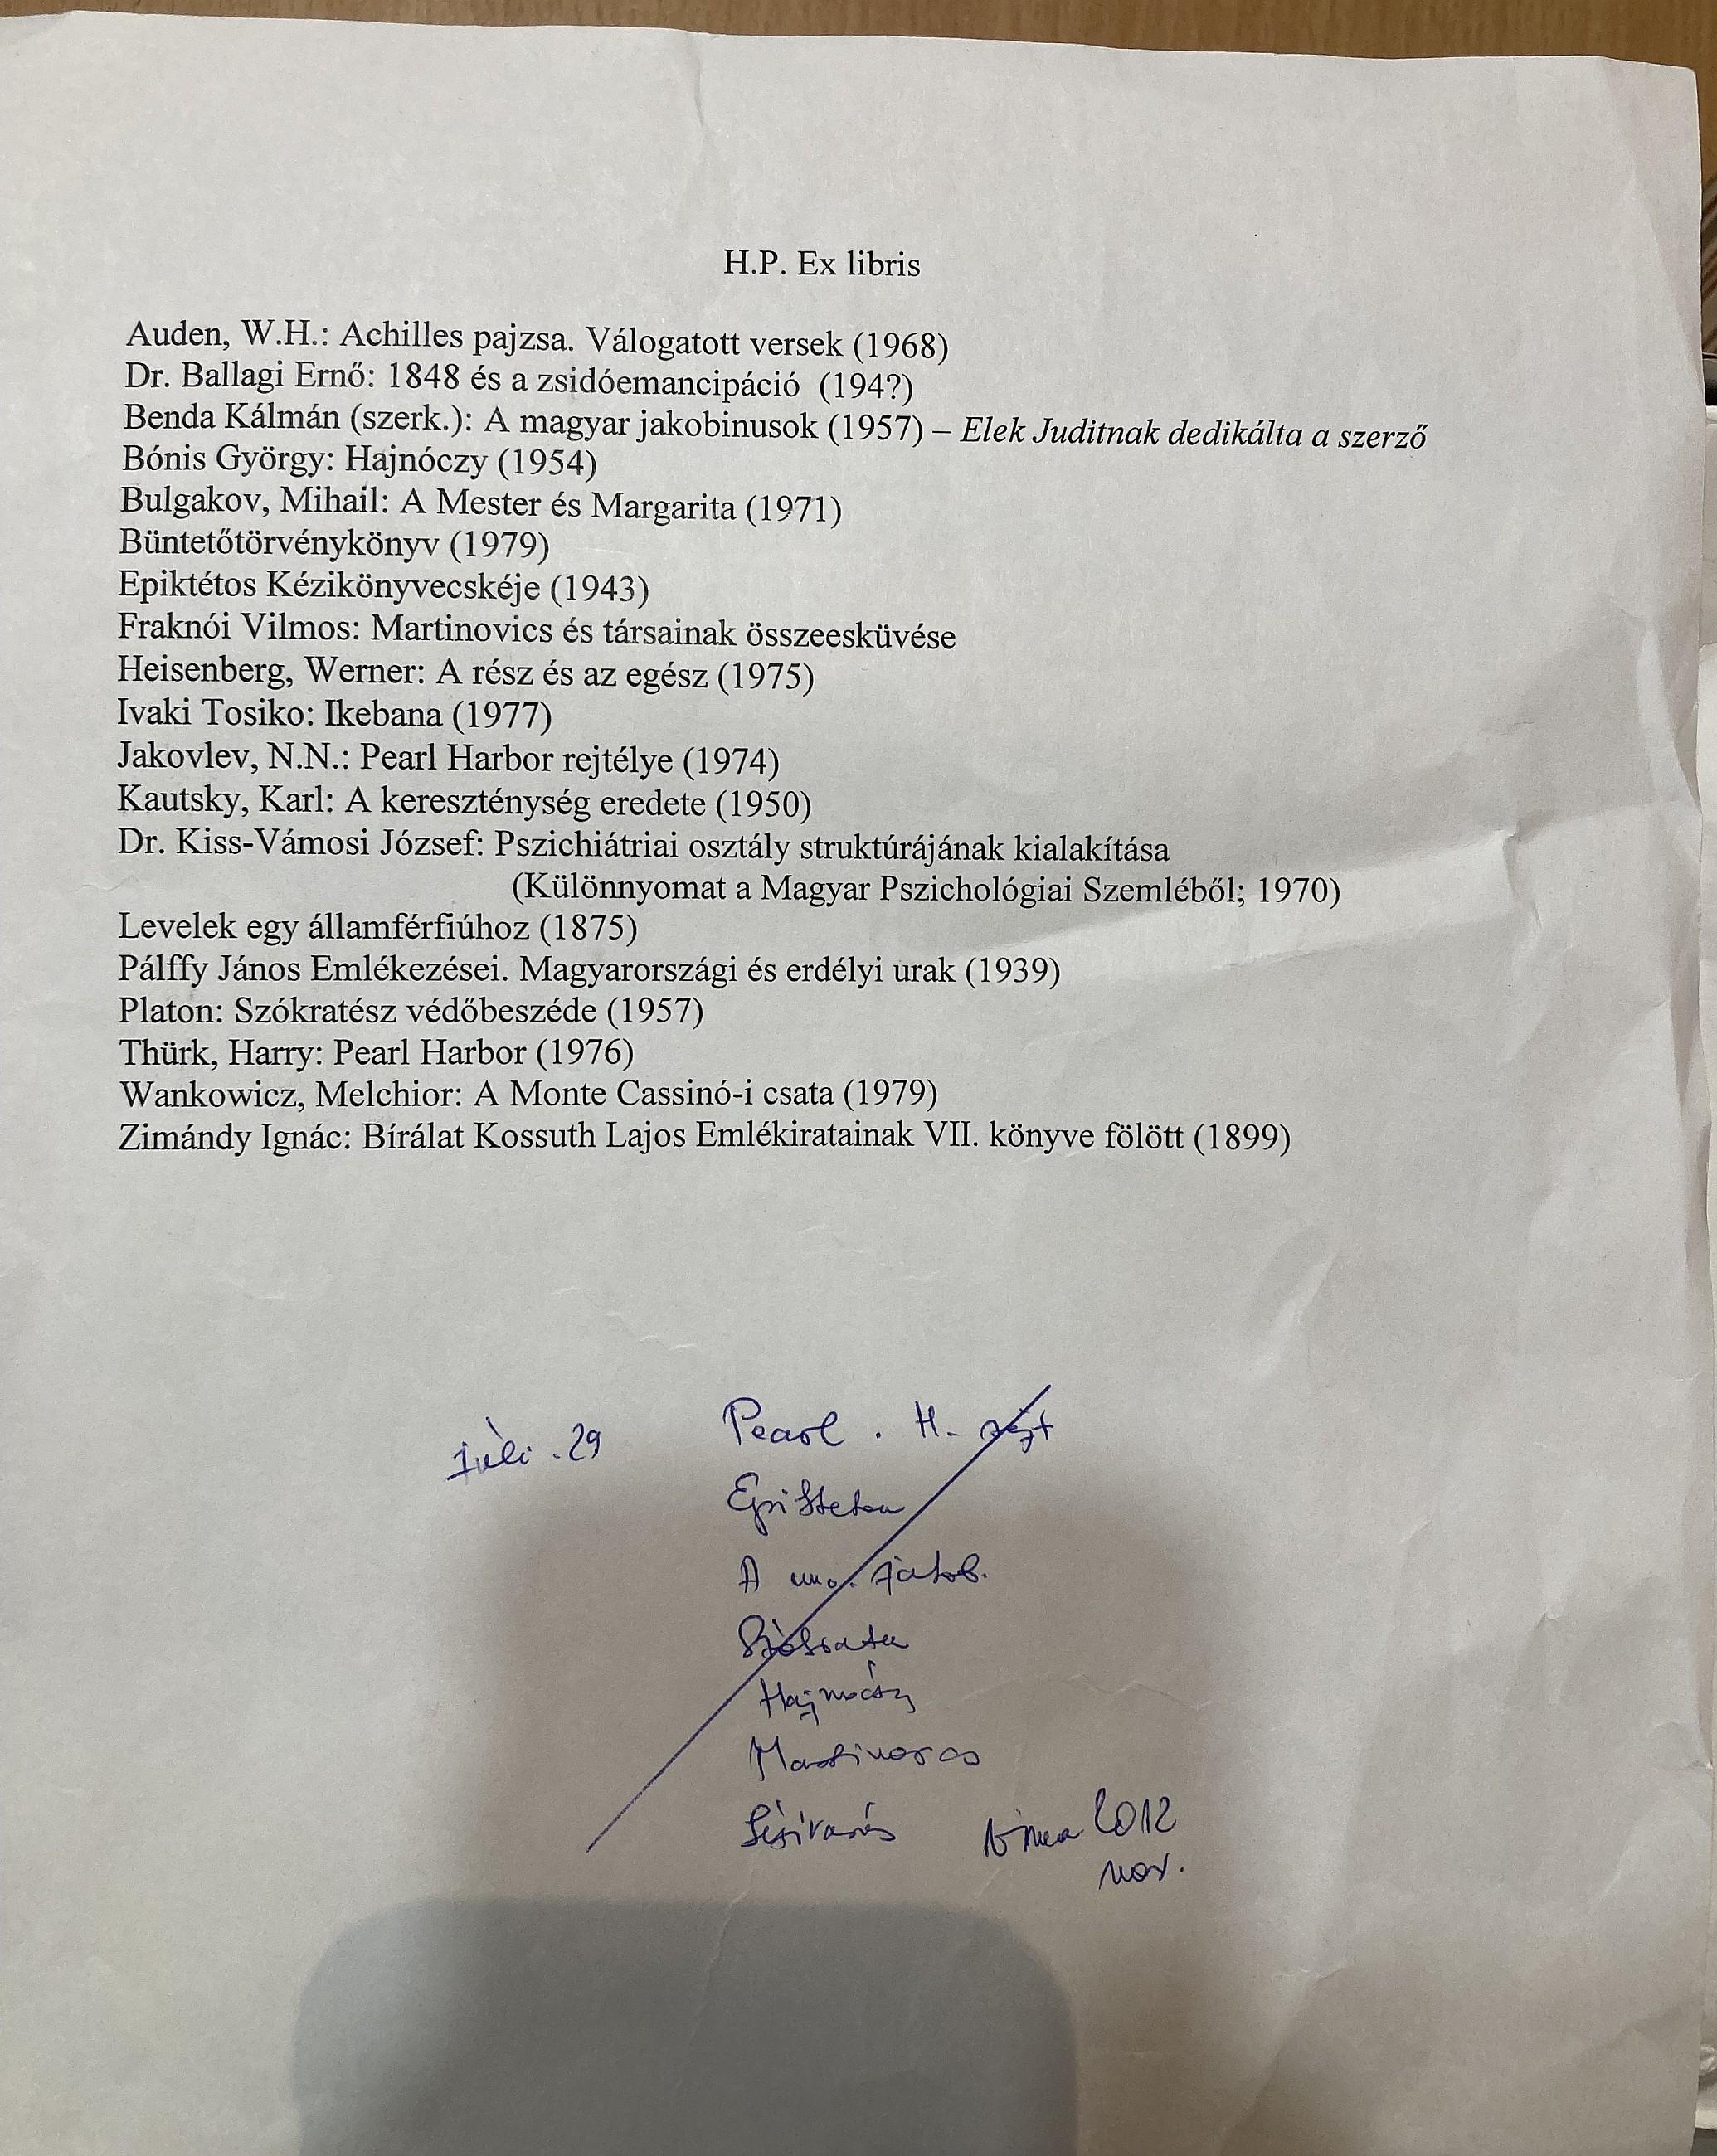 H.P. Ex libris
Auden, W.H.: Achilles pajzsa. Válogatott versek (1968)
Dr. Ballagi Ernő: 1848 és a zsidóemancipáció (194?)
Benda Kálmán (szerk.): A magyar jakobinusok (1957) – Elek Juditnak dedikálta a szerző
Bónis György: Hajnóczy (1954)
Bulgakov, Mihail: A Mester és Margarita (1971)
Büntetőtörvénykönyv (1979)
Epiktétos Kézikönyvecskéje (1943)
Fraknói Vilmos: Martinovics és társainak összeesküvése
Heisenberg, Werner: A rész és az egész (1975)
Ivaki Tosiko: Ikebana (1977)
Jakovlev, N.N.: Pearl Harbor rejtélye (1974)
Kautsky, Karl: A kereszténység eredete (1950)
Dr. Kiss-Vámosi József: Pszichiátriai osztály struktúrájának kialakítása
(Különnyomat a Magyar Pszichológiai Szemléből; 1970)
Levelek egy államférfiúhoz (1875)
Pálffy János Emlékezései. Magyarországi és erdélyi urak (1939)
Platon: Szókratész védőbeszéde (1957)
Thürk, Harry: Pearl Harbor (1976)
Wankowicz, Melchior: A Monte Cassinó-i csata (1979)
Zimándy Ignác: Bírálat Kossuth Lajos Emlékiratainak VII. könyve fölött (1899)
Júli. 29
Pearl. H.
A
Hajnóczy
2012
nov.